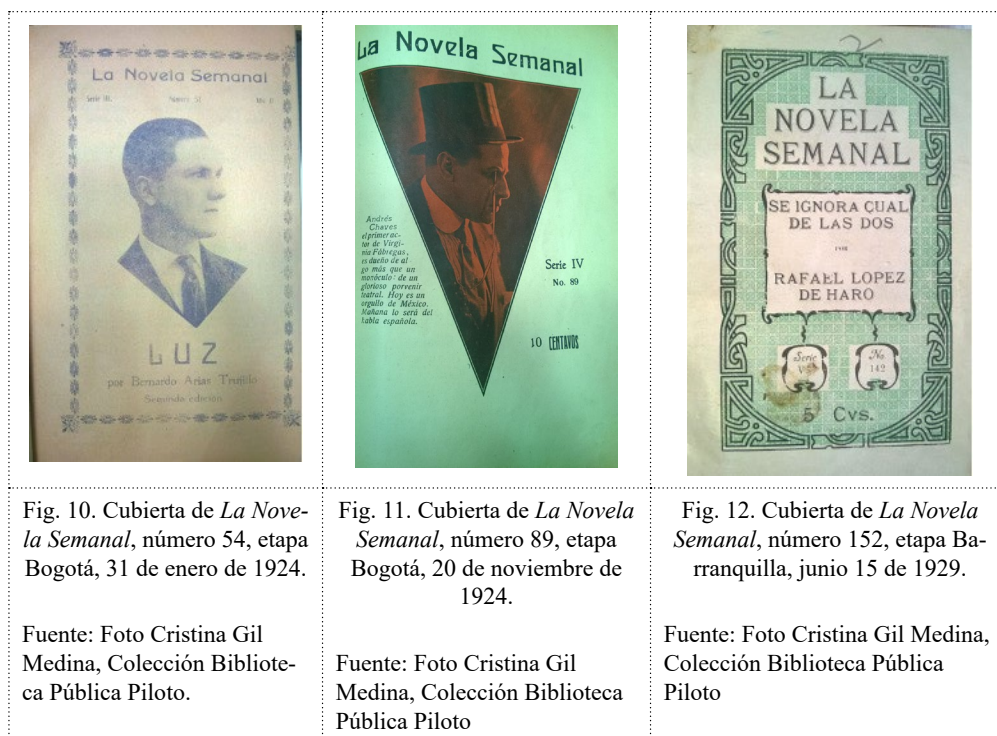 La Novela Semanal
Serie III.
LUZ
por Bernardo Arias Trujillo
Segunda edición
La Novela Semanal
Andrés
Chaves
el primer ac-
tor de Virgi-
nia Fábregas,
es dueño de al
go más que un
monóculo: de un
glorioso porvenir
teatral. Hoy es un
orgullo de México.
Mañana lo será del
habla española.
Serie IV
No. 89
10 CENTAVOS
LA
NOVELA
SEMANAL
SE IGNORA CUAL
DE LAS DOS
POR
RAFAEL LOPEZ
DE HARO
Serie
No.
142
5 Cvs.
Fig. 10. Cubierta de La Nove-
la Semanal, número 54, etapa
Bogotá, 31 de enero de 1924.
Fuente: Foto Cristina Gil
Medina, Colección Bibliote-
ca Pública Piloto.
Fig. 11. Cubierta de La Novela
Semanal, número 89, etapa
Bogotá, 20 de noviembre de
1924.
Fuente: Foto Cristina Gil
Medina, Colección Biblioteca
Pública Piloto
Fig. 12. Cubierta de La Novela
Semanal, número 152, etapa Ba-
rranquilla, junio 15 de 1929.
Fuente: Foto Cristina Gil Medina,
Colección Biblioteca Pública
Piloto